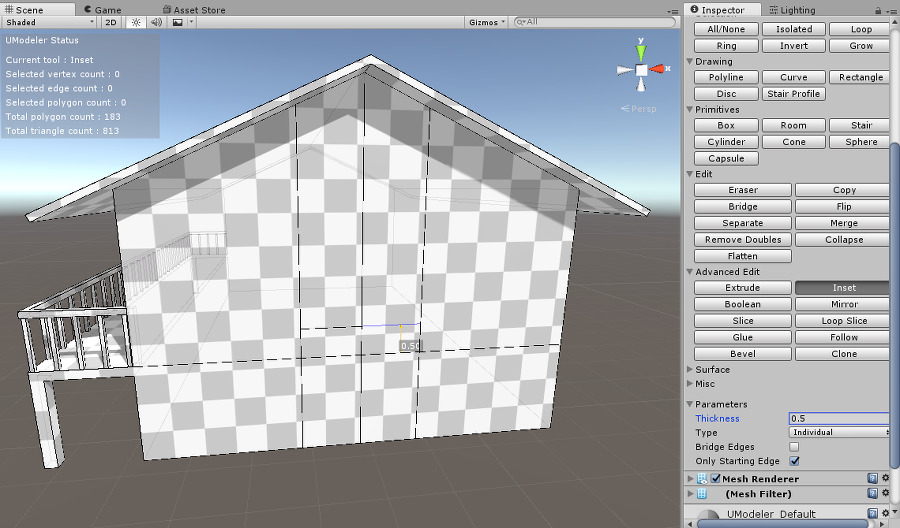 Scene Game Asset Store
Shaded 2D Gizmos All
UModeler Status
Current tool : Inset
Selected vertex count : 0
Selected edge count : 0
Selected polygon count : 0
Total polygon count : 183
Total triangle count : 813
y
x
Persp
0.50
Inspector Lighting
All/None Isolated Loop
Ring Invert Grow
Drawing
Polyline Curve Rectangle
Disc Stair Profile
Primitives
Box Room Stair
Cylinder Cone Sphere
Capsule
Edit
Eraser Copy
Bridge Flip
Separate Merge
Remove Doubles Collapse
Flatten
Advanced Edit
Extrude Inset
Boolean Mirror
Slice Loop Slice
Glue Follow
Bevel Clone
Surface
Misc
Parameters
Thickness 0.5
Type Individual
Bridge Edges
Only Starting Edge
Mesh Renderer
(Mesh Filter)
UModeler_Default